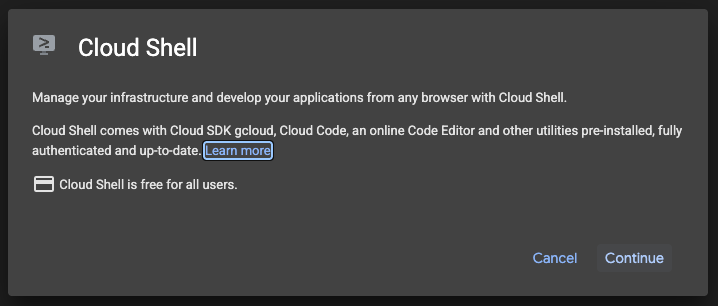 Cloud Shell
Manage your infrastructure and develop your applications from any browser with Cloud Shell.
Cloud Shell comes with Cloud SDK gcloud, Cloud Code, an online Code Editor and other utilities pre-installed, fully
authenticated and up-to-date. Learn more
Cloud Shell is free for all users.
Cancel Continue